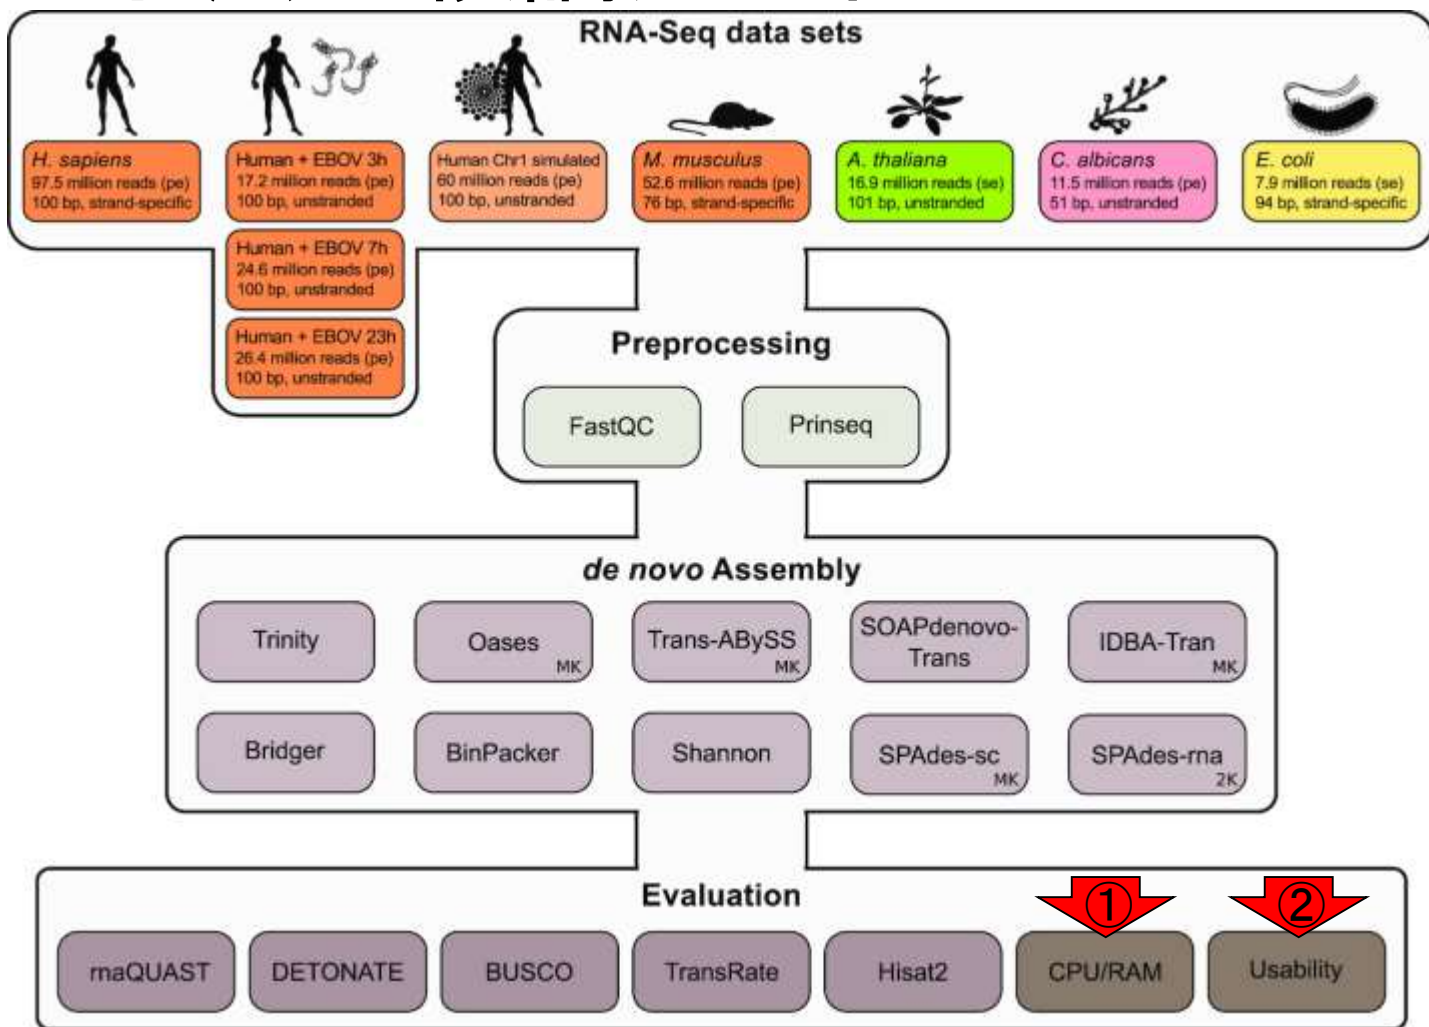 RNA-Seq data sets
H. sapiens
97.5 million reads (pe)
100 bp, strand-specific
Human + EBOV 3h
17.2 million reads (pe)
100 bp, unstranded
Human Chr1 simulated
60 million reads (pe)
100 bp, unstranded
M. musculus
52.6 million reads (pe)
76 bp, strand-specific
A. thaliana
16.9 million reads (se)
101 bp, unstranded
C. albicans
11.5 million reads (pe)
51 bp, unstranded
E. coli
7.9 million reads (se)
94 bp, strand-specific
Human + EBOV 7h
24.6 million reads (pe)
100 bp, unstranded
Human + EBOV 23h
26.4 million reads (pe)
100 bp, unstranded
Preprocessing
FastQC
Prinseq
de novo Assembly
Trinity
Oases
MK
Trans-ABySS
MK
SOAPdenovo-
Trans
IDBA-Tran
MK
Bridger
BinPacker
Shannon
SPAdes-sc
MK
SPAdes-rna
2K
Evaluation
①
②
rnaQUAST
DETONATE
BUSCO
TransRate
Hisat2
CPU/RAM
Usability